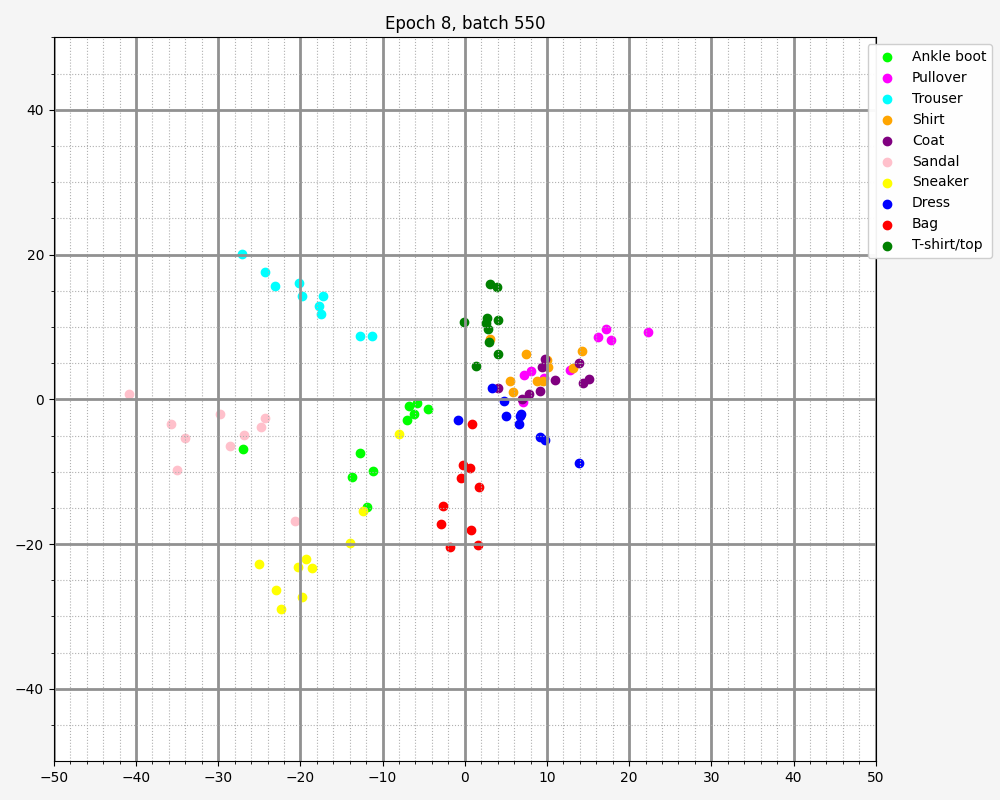 Epoch 8, batch 550
Ankle boot
Pullover
Trouser
Shirt
Coat
Sandal
Sneaker
Dress
Bag
T-shirt/top
40
20
0
−20
−40
−50 −40 −30 −20 −10 0 10 20 30 40 50